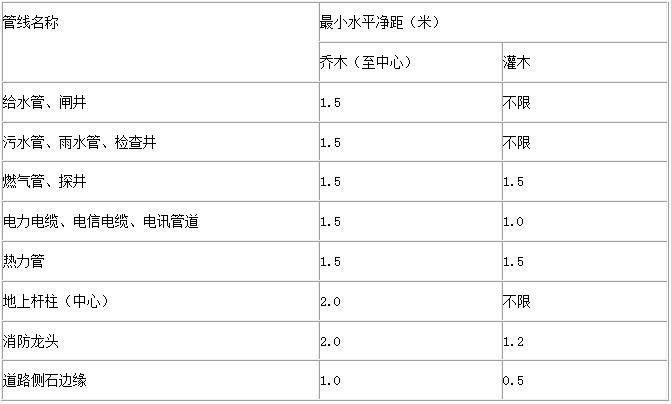 管线名称 最小水平净距（米）
乔木（至中心） 灌木
给水管、闸井 1.5 不限
污水管、雨水管、检查井 1.5 不限
燃气管、探井 1.5 1.5
电力电缆、电信电缆、电讯管道 1.5 1.0
热力管 1.5 1.5
地上杆柱（中心） 2.0 不限
消防龙头 2.0 1.2
道路侧石边缘 1.0 0.5